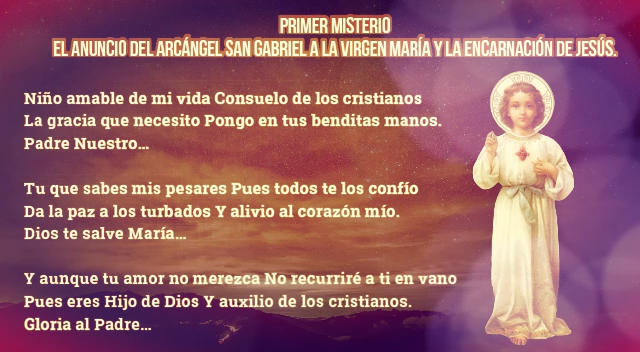 PRIMER MISTERIO
EL ANUNCIO DEL ARCÁNGEL SAN GABRIEL A LA VIRGEN MARÍA Y LA ENCARNACIÓN DE JESÚS.
Niño amable de mi vida Consuelo de los cristianos
La gracia que necesito Pongo en tus benditas manos.
Padre Nuestro...
Tu que sabes mis pesares Pues todos te los confío
Da la paz a los turbados Y alivio al corazón mío.
Dios te salve María...
Y aunque tu amor no merezca No recurriré a ti en vano
Pues eres Hijo de Dios Y auxilio de los cristianos.
Gloria al Padre...